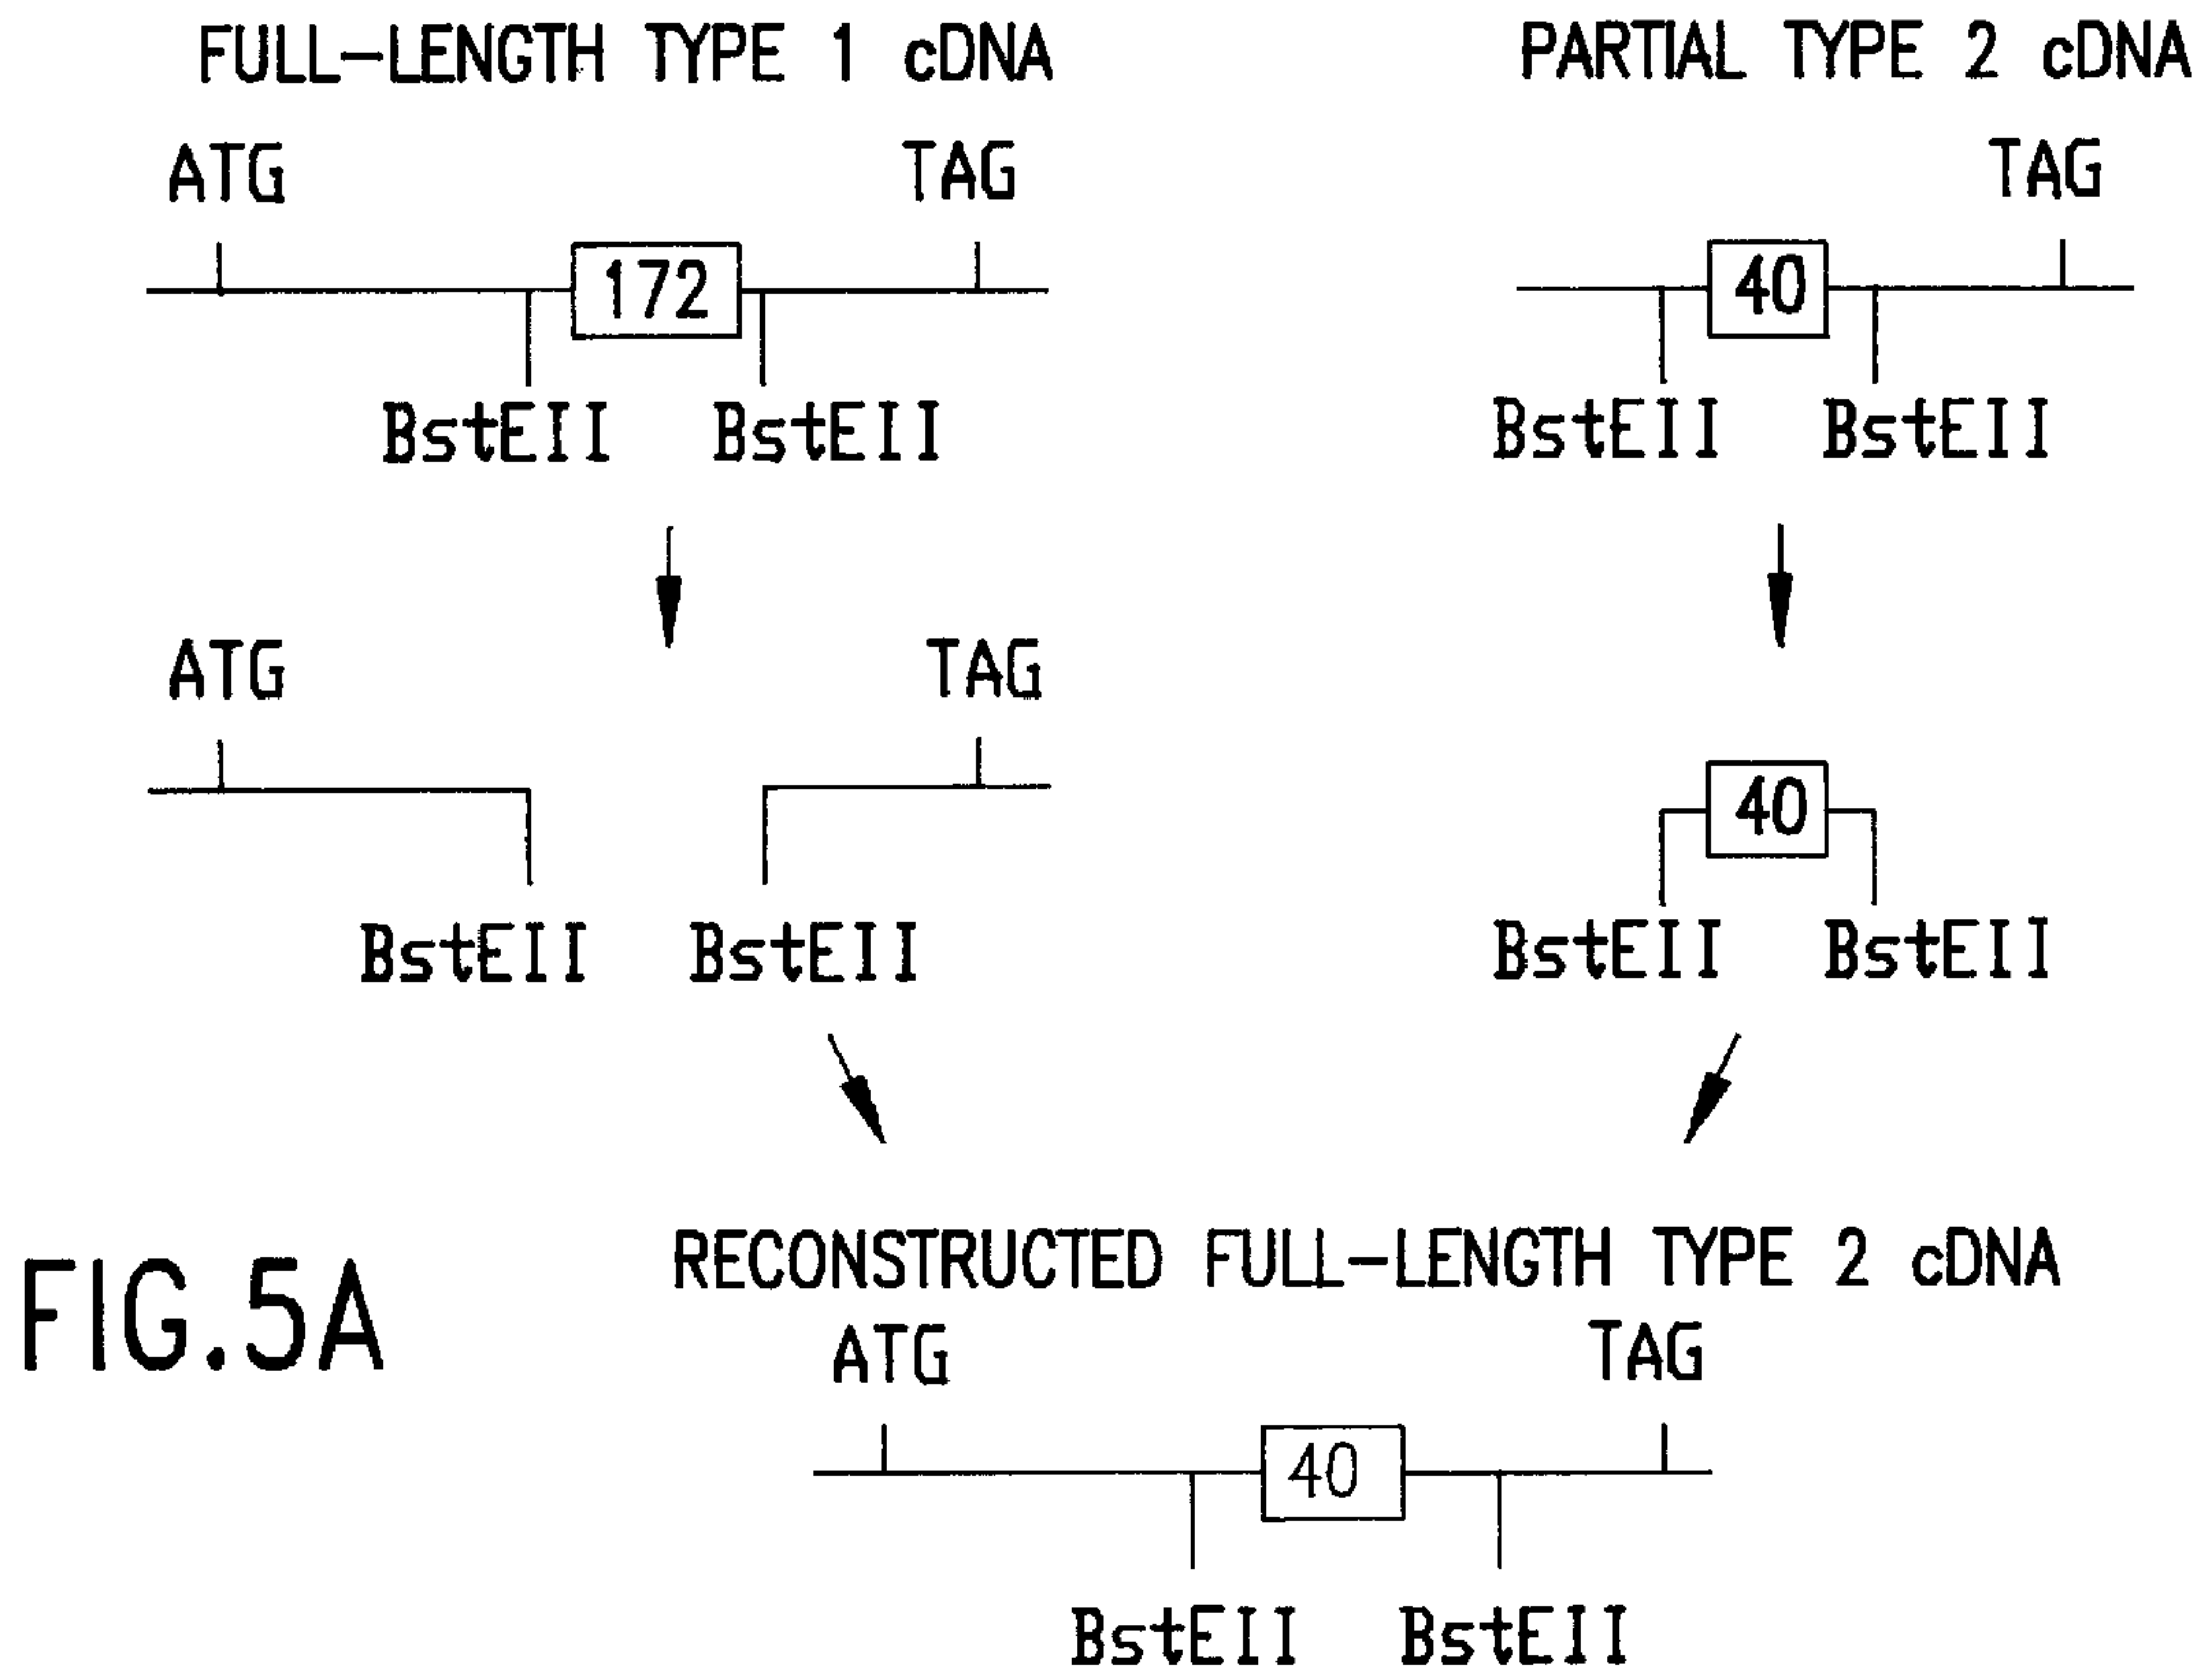 FULL-LENGTH TYPE 1 cDNA
PARTIAL TYPE 2 cDNA
ATG TAG
TAG
172
40
BstEII BstEII
BstEII BstEII
ATG TAG
40
BstEII BstEII
BstEII BstEII
RECONSTRUCTED FULL-LENGTH TYPE 2 cDNA
FIG.5A
ATG TAG
40
BstEII BstEII